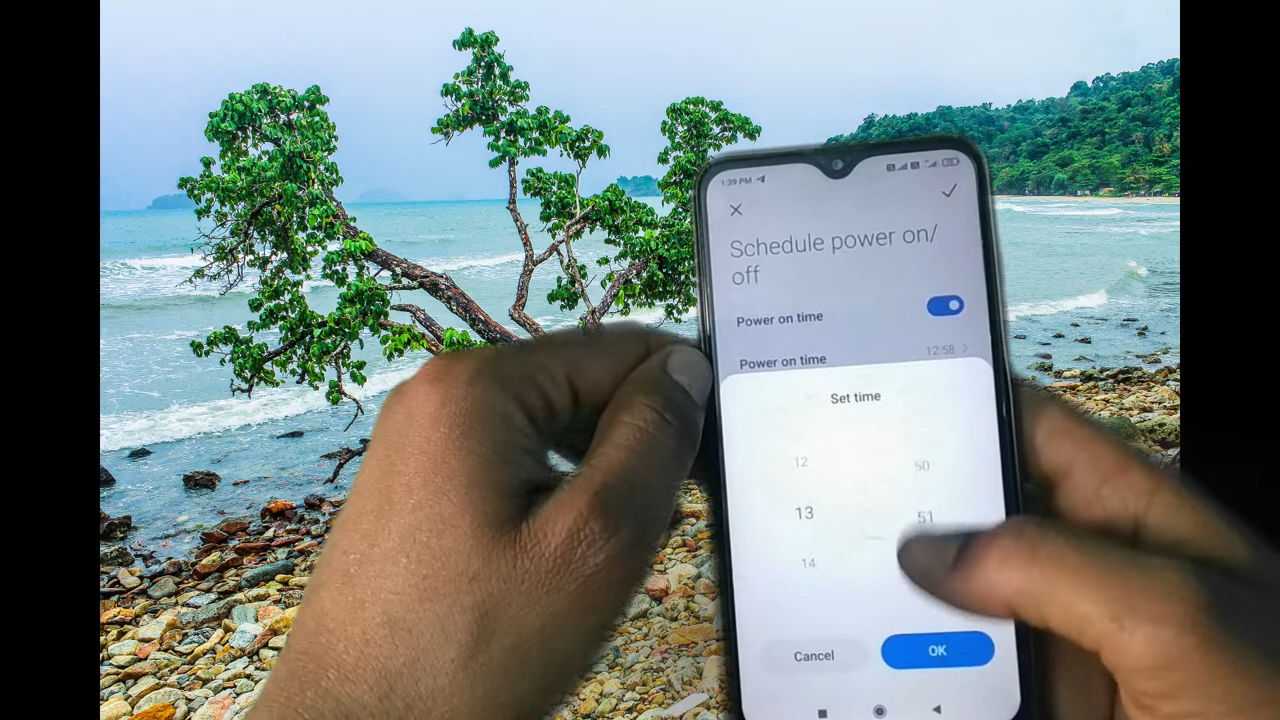 1:39 PM
Schedule power on/
off
Power on time
Power on time 12:58
Set time
12 50
13 51
14
Cancel OK